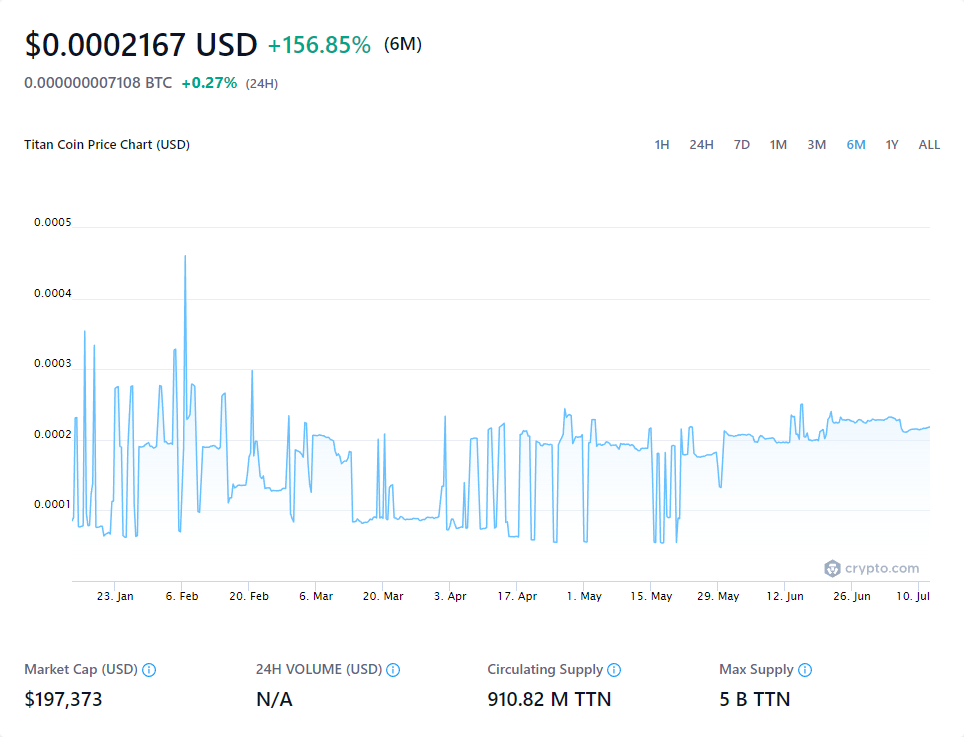 $0.0002167 USD +156.85% (6M)
0.000000007108 BTC +0.27% (24H)
Titan Coin Price Chart (USD) 1H 24H 7D 1M 3M 6M 1Y ALL
0.0005
0.0004
0.0003
0.0002
0.0001
crypto.com
23. Jan 6. Feb 20. Feb 6. Mar 20. Mar 3. Apr 17. Apr 1. May 15. May 29. May 12. Jun 26. Jun 10. Jul
Market Cap (USD) 24H VOLUME (USD) Circulating Supply Max Supply
$197,373 N/A 910.82 M TTN 5 B TTN